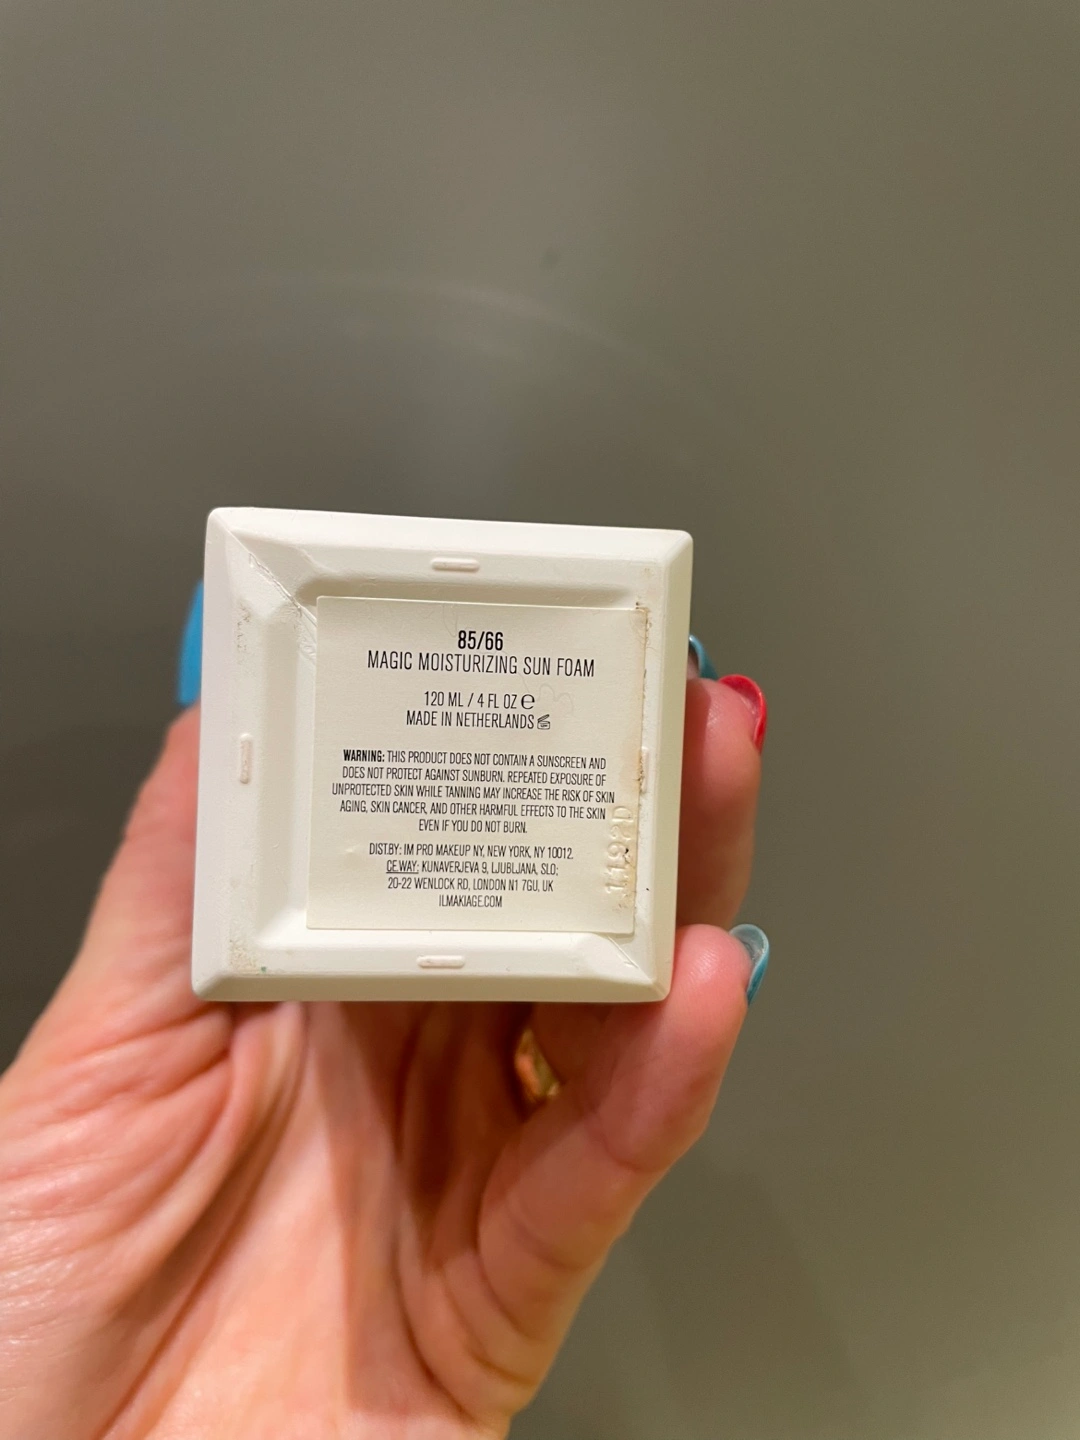 85/66
MAGIC MOISTURIZING SUN FOAM
120 ML / 4 FL OZ ℮
MADE IN NETHERLANDS
WARNING: THIS PRODUCT DOES NOT CONTAIN A SUNSCREEN AND
DOES NOT PROTECT AGAINST SUNBURN. REPEATED EXPOSURE OF
UNPROTECTED SKIN WHILE TANNING MAY INCREASE THE RISK OF SKIN
AGING, SKIN CANCER, AND OTHER HARMFUL EFFECTS TO THE SKIN
EVEN IF YOU DO NOT BURN.
DIST.BY: IM PRO MAKEUP NY, NEW YORK, NY 10012.
CE WAY: KUNAVERJEVA 9, LJUBLJANA, SLO;
20-22 WENLOCK RD, LONDON N1 7GU, UK
ILMAKIAGE.COM